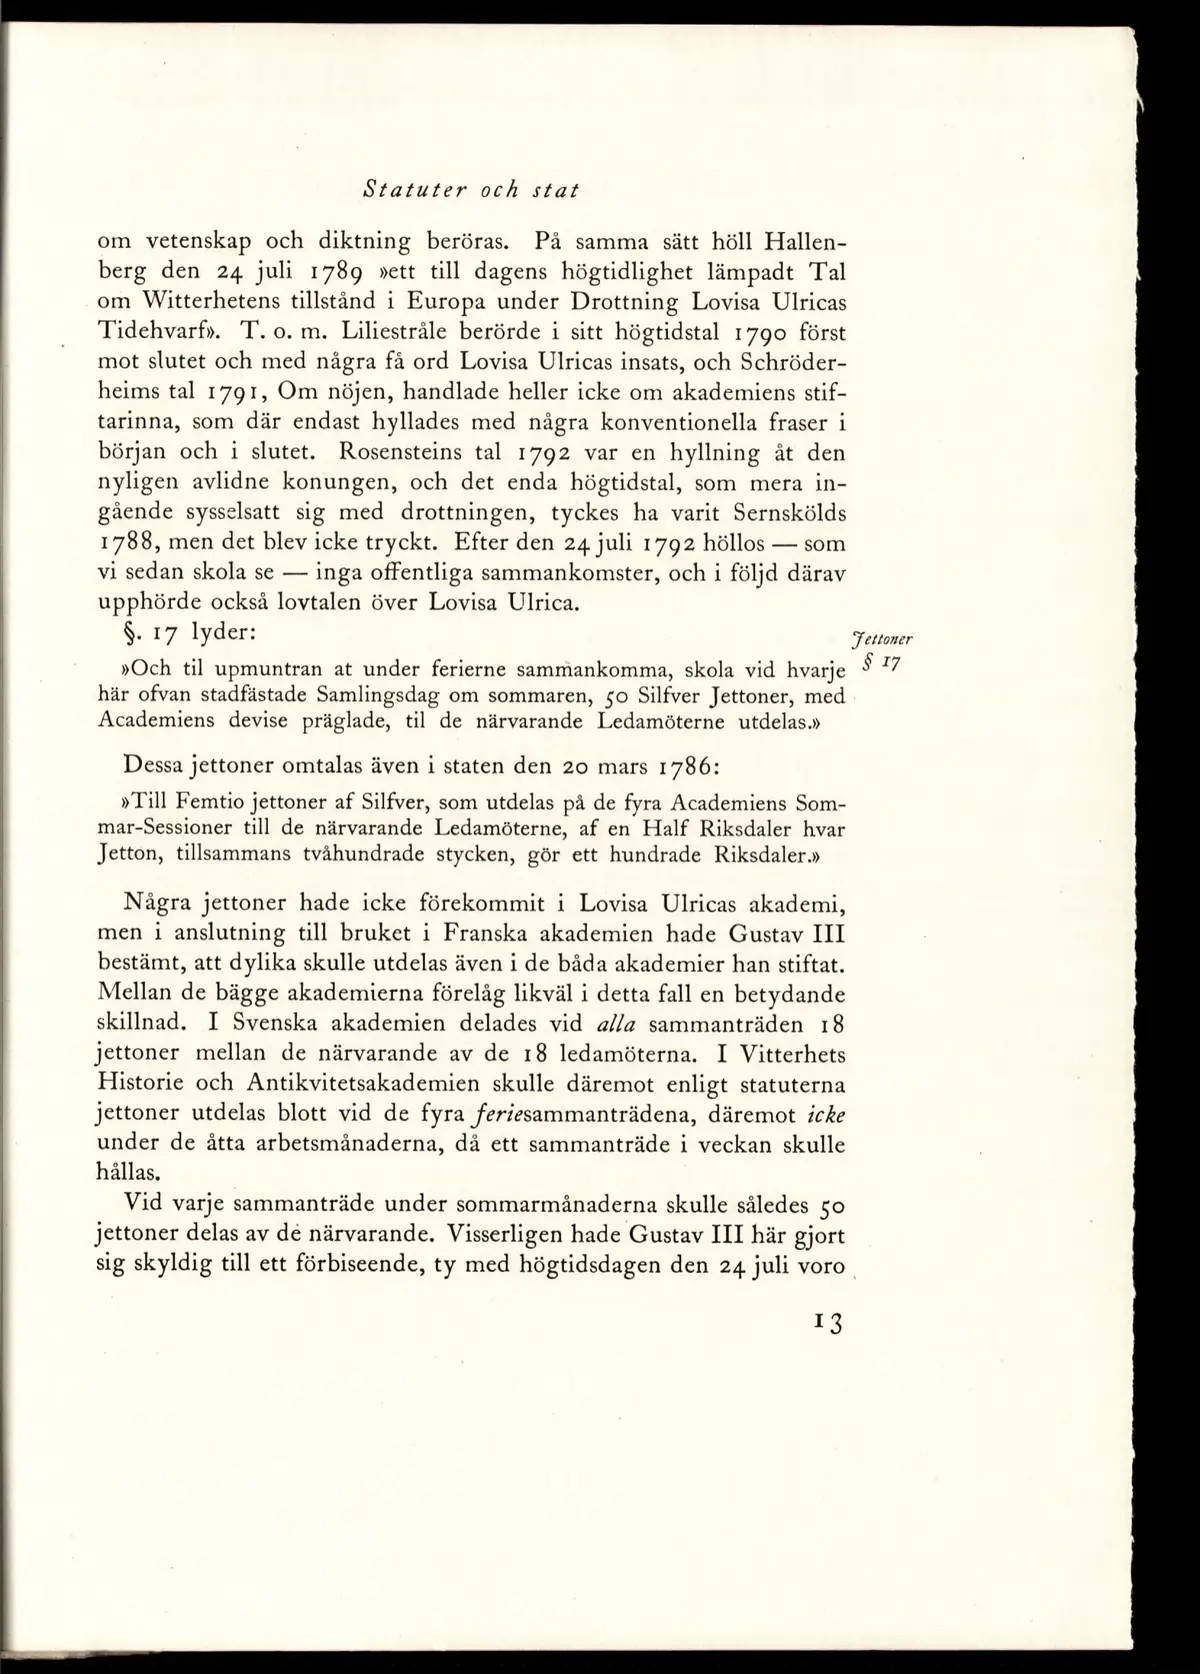 Statuter och stat
om vetenskap och diktning beröras. På samma sätt höll Hallen-
berg den 24 juli 1789 »ett till dagens högtidlighet lämpadt Tal
om Witterhetens tillstånd i Europa under Drottning Lovisa Ulricas
Tidehvarf». T. o. m. Liliestråle berörde i sitt högtidstal 1790 först
mot slutet och med några få ord Lovisa Ulricas insats, och Schröder-
heims tal 1791, Om nöjen, handlade heller icke om akademiens stif-
tarinna, som där endast hyllades med några konventionella fraser i
början och i slutet. Rosensteins tal 1792 var en hyllning åt den
nyligen avlidne konungen, och det enda högtidstal, som mera in-
gående sysselsatt sig med drottningen, tyckes ha varit Sernskölds
1788, men det blev icke tryckt. Efter den 24 juli 1792 höllos — som
vi sedan skola se — inga offentliga sammankomster, och i följd därav
upphörde också lovtalen över Lovisa Ulrica.
§. 17 lyder:
Jettoner
§ 17
»Och til upmuntran at under ferierne sammankomma, skola vid hvarje
här ofvan stadfästade Samlingsdag om sommaren, 50 Silfver Jettoner, med
Academiens devise präglade, til de närvarande Ledamöterne utdelas.»
Dessa jettoner omtalas även i staten den 20 mars 1786:
»Till Femtio jettoner af Silfver, som utdelas på de fyra Academiens Som-
mar-Sessioner till de närvarande Ledamöterne, af en Half Riksdaler hvar
Jetton, tillsammans tvåhundrade stycken, gör ett hundrade Riksdaler.»
Några jettoner hade icke förekommit i Lovisa Ulricas akademi,
men i anslutning till bruket i Franska akademien hade Gustav III
bestämt, att dylika skulle utdelas även i de båda akademier han stiftat.
Mellan de bägge akademierna förelåg likväl i detta fall en betydande
skillnad. I Svenska akademien delades vid alla sammanträden 18
jettoner mellan de närvarande av de 18 ledamöterna. I Vitterhets
Historie och Antikvitetsakademien skulle däremot enligt statuterna
jettoner utdelas blott vid de fyra feriesammanträdena, däremot icke
under de åtta arbetsmånaderna, då ett sammanträde i veckan skulle
hållas.
Vid varje sammanträde under sommarmånaderna skulle således 50
jettoner delas av de närvarande. Visserligen hade Gustav III här gjort
sig skyldig till ett förbiseende, ty med högtidsdagen den 24 juli voro
13